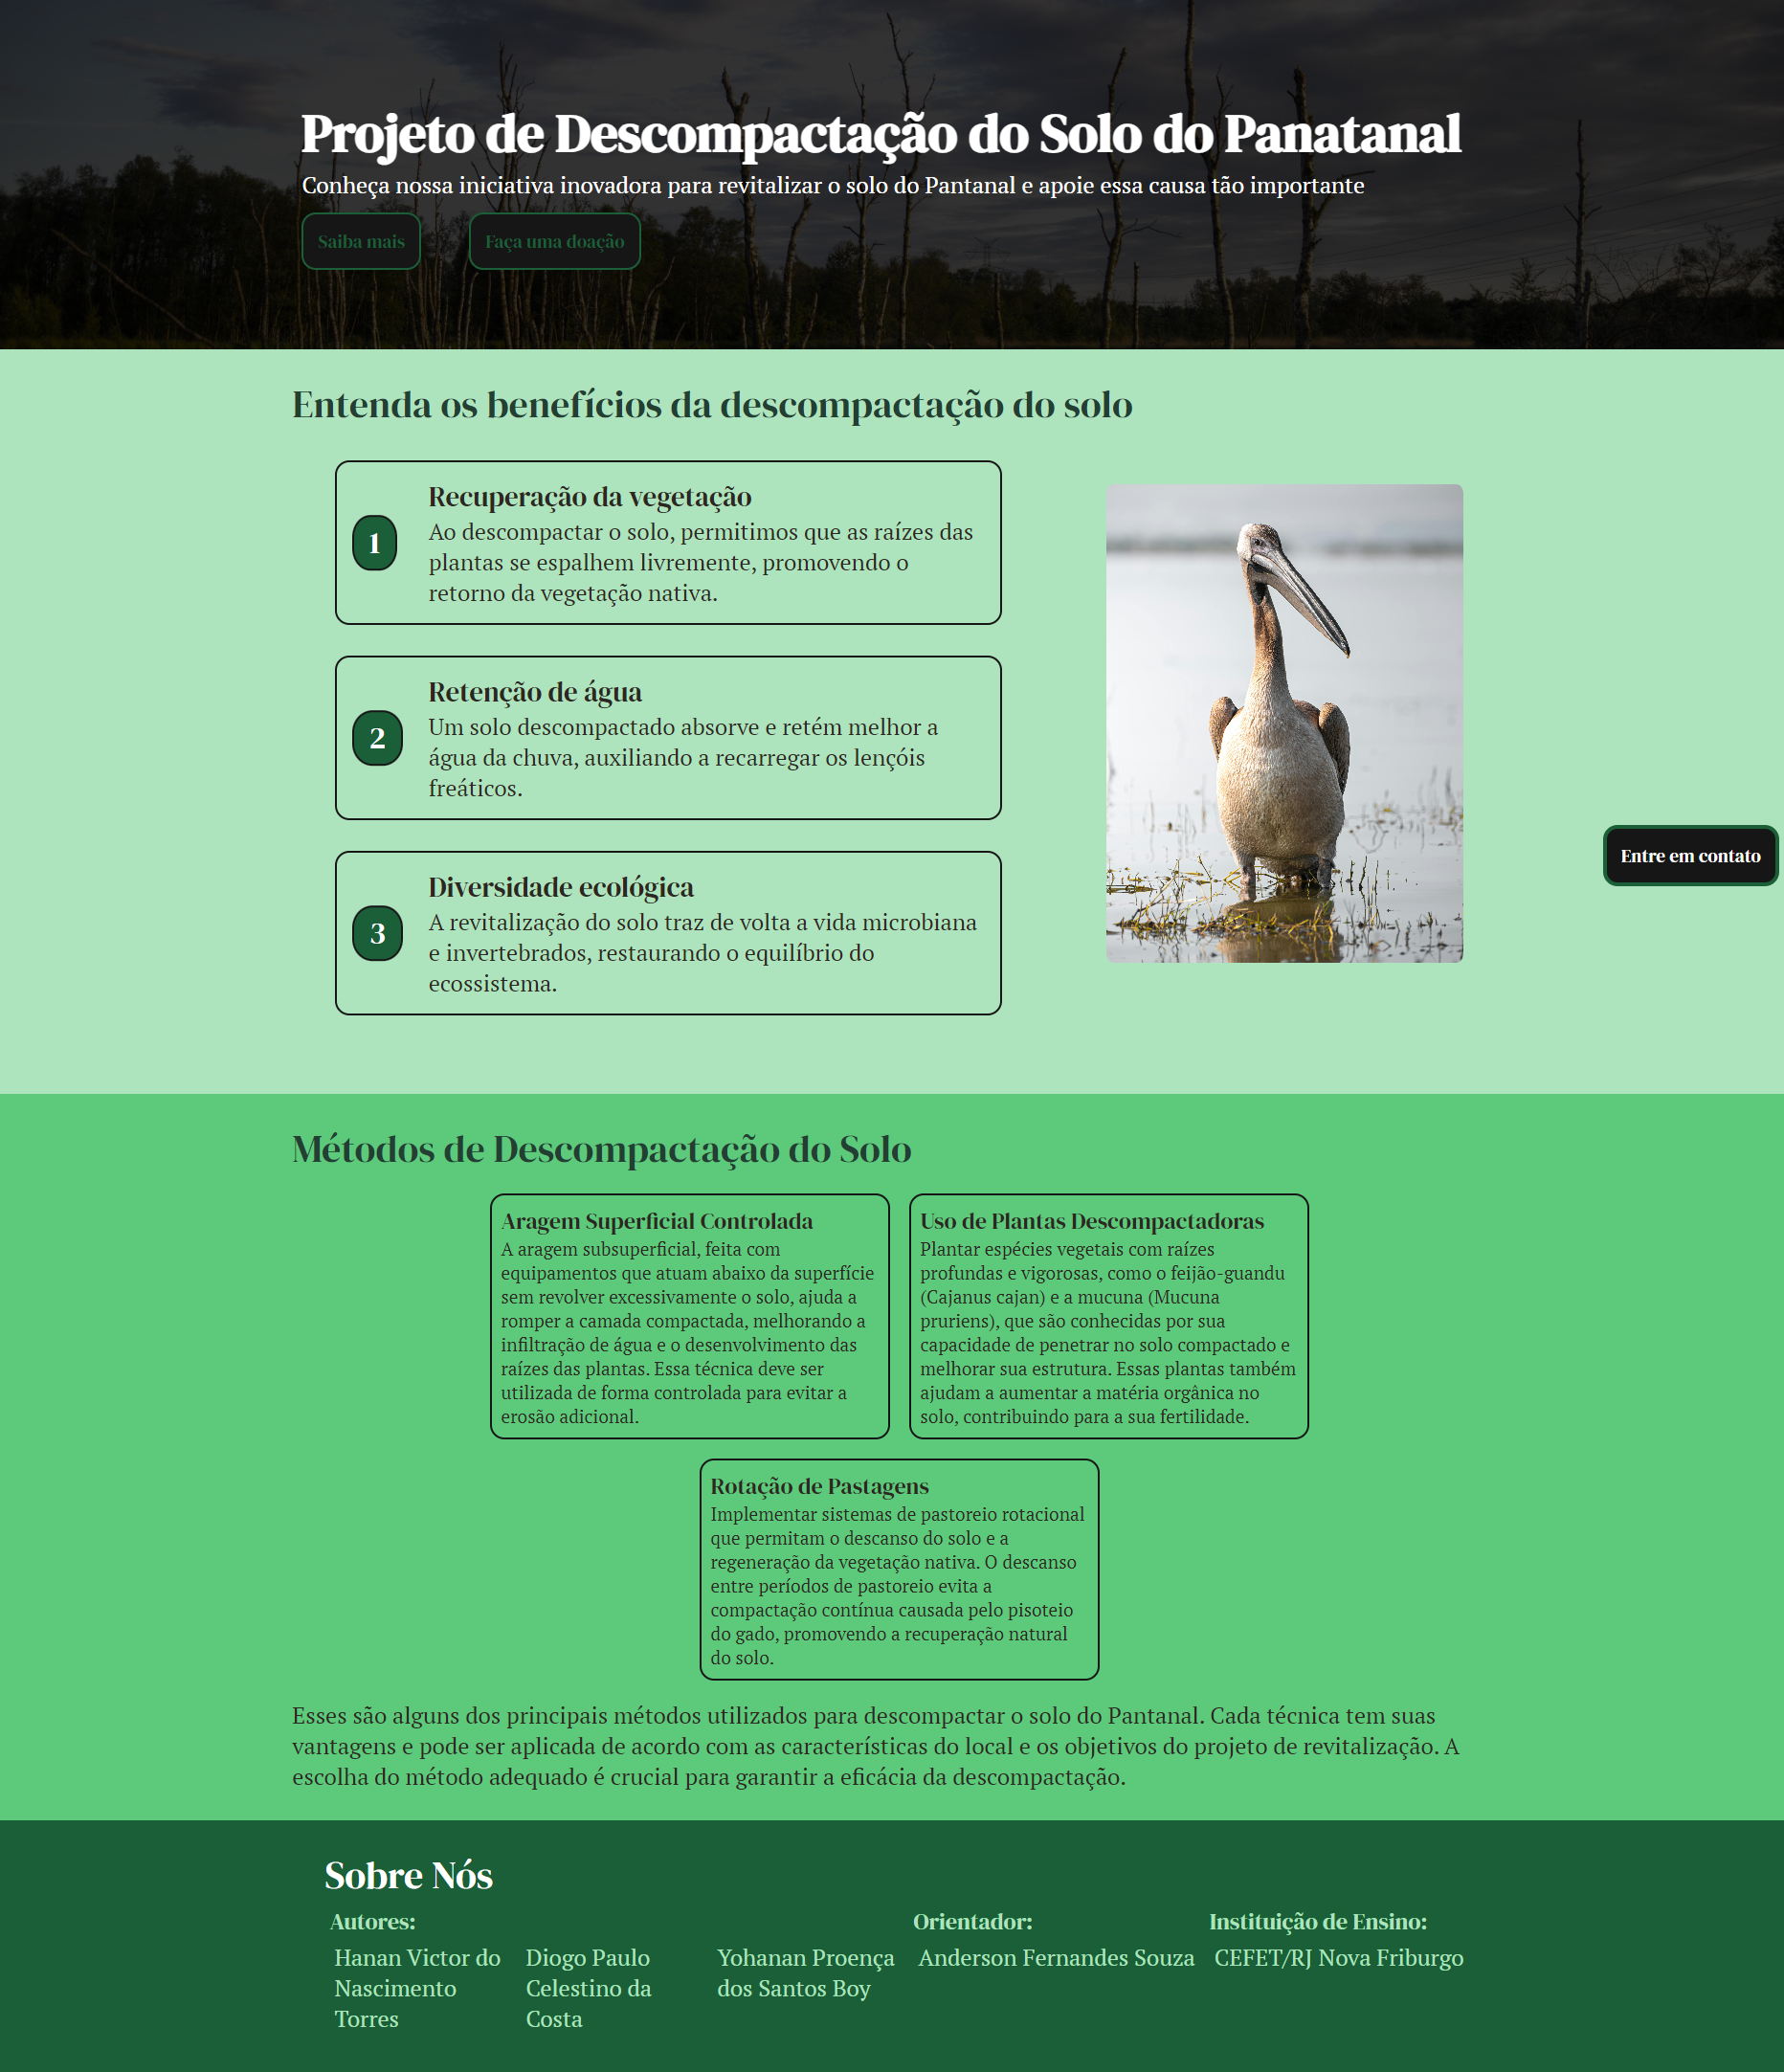 Projeto de Descompactação do Solo do Panatanal
Conheça nossa iniciativa inovadora para revitalizar o solo do Pantanal e apoie essa causa tão importante
Saiba mais
Faça uma doação
Entenda os benefícios da descompactação do solo
1
Recuperação da vegetação
Ao descompactar o solo, permitimos que as raízes das
plantas se espalhem livremente, promovendo o
retorno da vegetação nativa.
2
Retenção de água
Um solo descompactado absorve e retém melhor a
água da chuva, auxiliando a recarregar os lençóis
freáticos.
3
Diversidade ecológica
A revitalização do solo traz de volta a vida microbiana
e invertebrados, restaurando o equilíbrio do
ecossistema.
Entre em contato
Métodos de Descompactação do Solo
Aragem Superficial Controlada
A aragem subsuperficial, feita com
equipamentos que atuam abaixo da superfície
sem revolver excessivamente o solo, ajuda a
romper a camada compactada, melhorando a
infiltração de água e o desenvolvimento das
raízes das plantas. Essa técnica deve ser
utilizada de forma controlada para evitar a
erosão adicional.
Uso de Plantas Descompactadoras
Plantar espécies vegetais com raízes
profundas e vigorosas, como o feijão-guandu
(Cajanus cajan) e a mucuna (Mucuna
pruriens), que são conhecidas por sua
capacidade de penetrar no solo compactado e
melhorar sua estrutura. Essas plantas também
ajudam a aumentar a matéria orgânica no
solo, contribuindo para a sua fertilidade.
Rotação de Pastagens
Implementar sistemas de pastoreio rotacional
que permitam o descanso do solo e a
regeneração da vegetação nativa. O descanso
entre períodos de pastoreio evita a
compactação contínua causada pelo pisoteio
do gado, promovendo a recuperação natural
do solo.
Esses são alguns dos principais métodos utilizados para descompactar o solo do Pantanal. Cada técnica tem suas
vantagens e pode ser aplicada de acordo com as características do local e os objetivos do projeto de revitalização. A
escolha do método adequado é crucial para garantir a eficácia da descompactação.
Sobre Nós
Autores:
Hanan Victor do
Nascimento
Torres
Diogo Paulo
Celestino da
Costa
Yohanan Proença
dos Santos Boy
Orientador:
Anderson Fernandes Souza
Instituição de Ensino:
CEFET/RJ Nova Friburgo